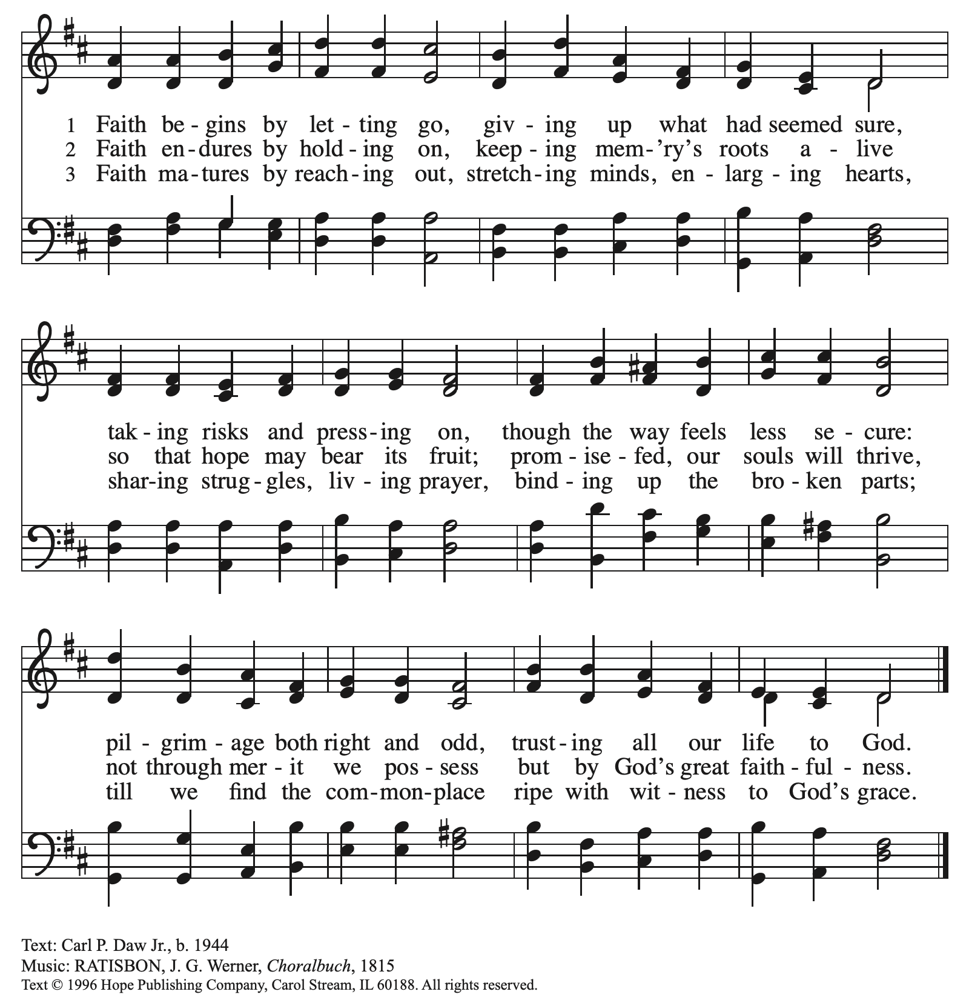 1 Faith be - gins by let - ting go, giv - ing up what had seemed sure,
2 Faith en - dures by hold - ing on, keep - ing mem - ’ry’s roots a - live
3 Faith ma - tures by reach - ing out, stretch - ing minds, en - larg - ing hearts,
tak - ing risks and press - ing on, though the way feels less se - cure:
so that hope may bear its fruit; prom - ise - fed, our souls will thrive,
shar - ing strug - gles, liv - ing prayer, bind - ing up the bro - ken parts;
pil - grim - age both right and odd, trust - ing all our life to God.
not through mer - it we pos - sess but by God’s great faith - ful - ness.
till we find the com - mon - place ripe with wit - ness to God’s grace.
Text: Carl P. Daw Jr., b. 1944
Music: RATISBON, J. G. Werner, Choralbuch, 1815
Text © 1996 Hope Publishing Company, Carol Stream, IL 60188. All rights reserved.